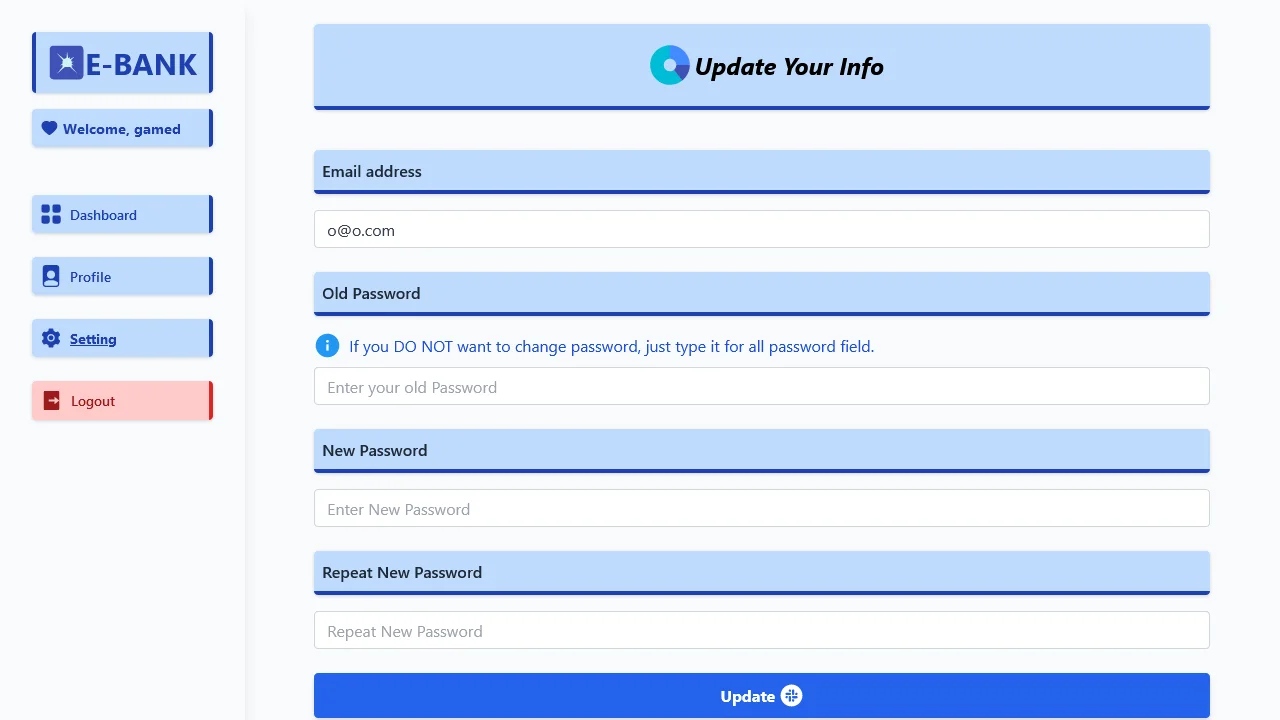 E-BANK
Welcome, gamed
Dashboard
Profile
Setting
Logout
Update Your Info
Email address
o@o.com
Old Password
If you DO NOT want to change password, just type it for all password field.
Enter your old Password
New Password
Enter New Password
Repeat New Password
Repeat New Password
Update